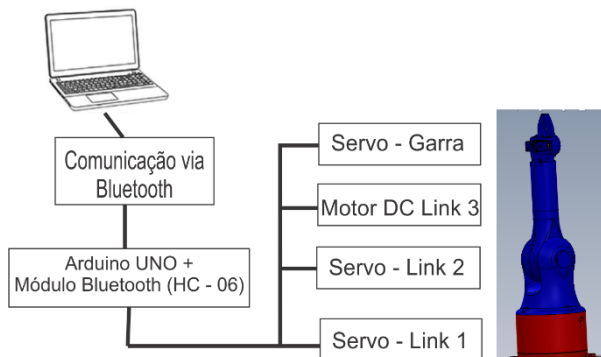 Comunicação via
Bluetooth
Arduino UNO +
Módulo Bluetooth (HC - 06)
Servo - Garra
Motor DC Link 3
Servo - Link 2
Servo - Link 1